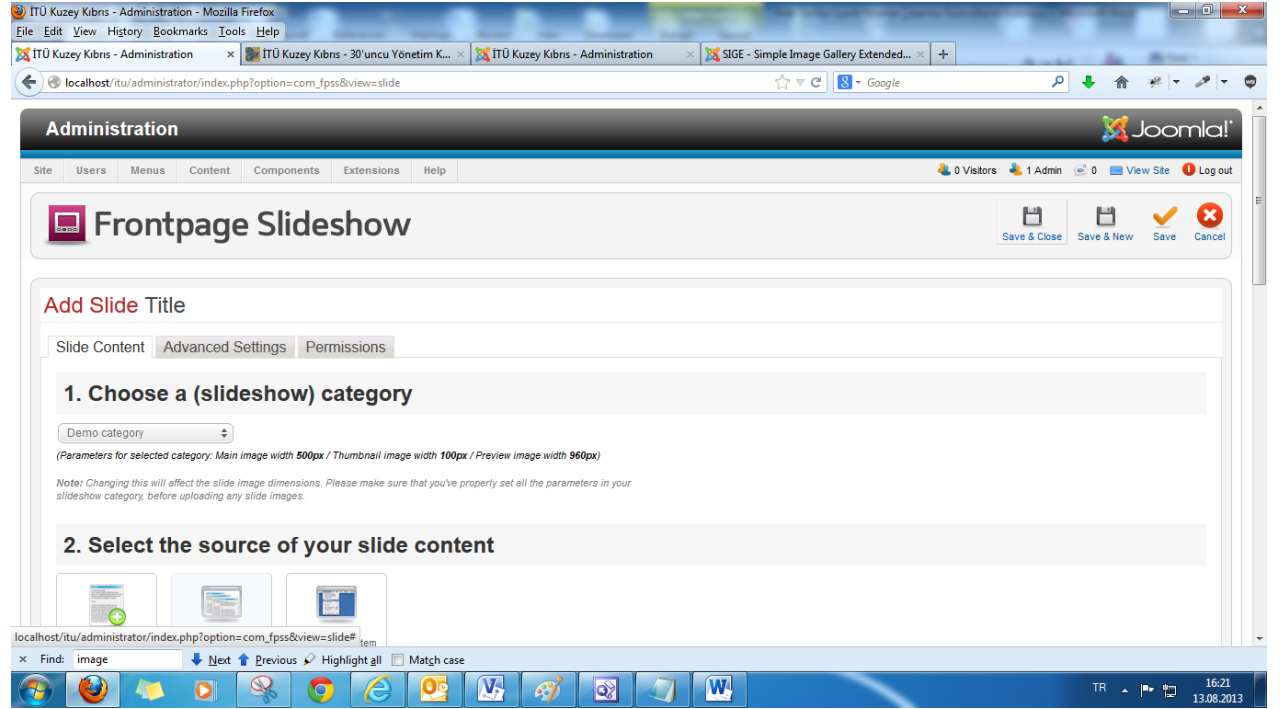 İTÜ Kuzey Kıbrıs - Administration - Mozilla Firefox
File Edit View History Bookmarks Tools Help
İTÜ Kuzey Kıbrıs - Administration × İTÜ Kuzey Kıbrıs - 30'uncu Yönetim K... × İTÜ Kuzey Kıbrıs - Administration × SIGE - Simple Image Gallery Extended... × +
localhost/itu/administrator/index.php?option=com_fpss&view=slide 8 Google
Administration Joomla!
Site Users Menus Content Components Extensions Help 0 Visitors 1 Admin 0 View Site Log out
Frontpage Slideshow Save & Close Save & New Save Cancel
Add Slide Title
Slide Content Advanced Settings Permissions
1. Choose a (slideshow) category
Demo category
(Parameters for selected category: Main image width 500px / Thumbnail image width 100px / Preview image width 960px)
Note: Changing this will affect the slide image dimensions. Please make sure that you've properly set all the parameters in your
slideshow category, before uploading any slide images.
2. Select the source of your slide content
localhost/itu/administrator/index.php?option=com_fpss&view=slide# tem
× Find: image Next Previous Highlight all Match case
TR 16:21
13.08.2013